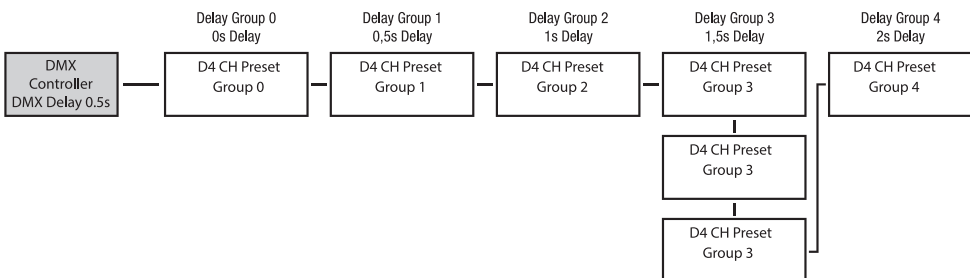 Delay Group 0
0s Delay
Delay Group 1
0,5s Delay
Delay Group 2
1s Delay
Delay Group 3
1,5s Delay
Delay Group 4
2s Delay
DMX
Controller
DMX Delay 0.5s
D4 CH Preset
Group 0
D4 CH Preset
Group 1
D4 CH Preset
Group 2
D4 CH Preset
Group 3
D4 CH Preset
Group 4
D4 CH Preset
Group 3
D4 CH Preset
Group 3